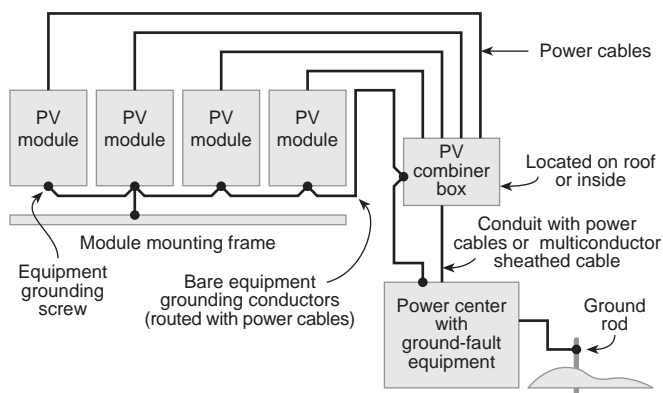 Power cables
PV
module
PV
module
PV
module
PV
module
PV
combiner
box
Located on roof
or inside
Module mounting frame
Equipment
grounding
screw
Bare equipment
grounding conductors
(routed with power cables)
Conduit with power
cables or multiconductor
sheathed cable
Power center
with
ground-fault
equipment
Ground
rod